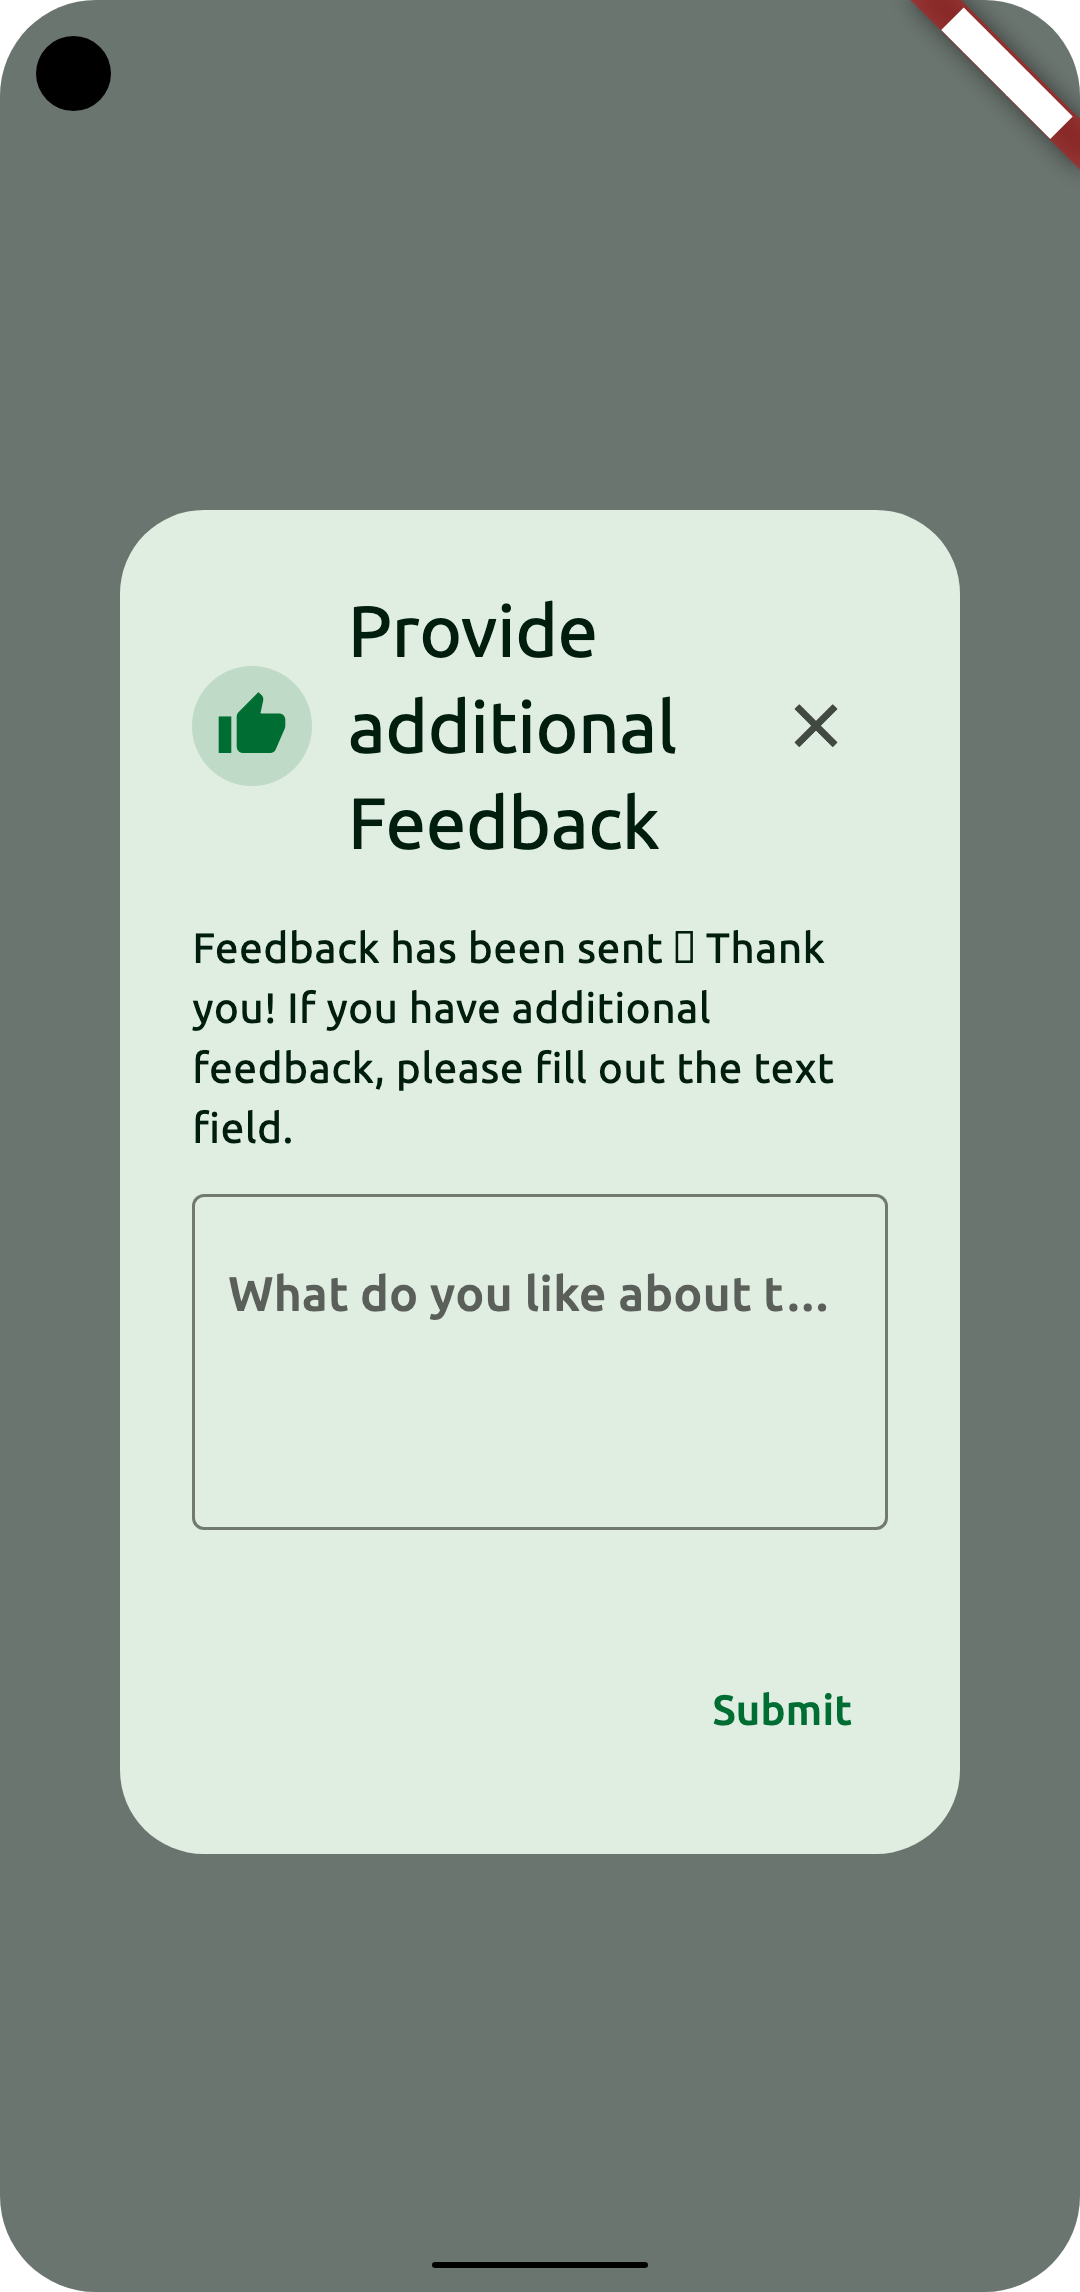 Provide
additional
Feedback
Feedback has been sent ▯ Thank
you! If you have additional
feedback, please fill out the text
field.
What do you like about t…
Submit